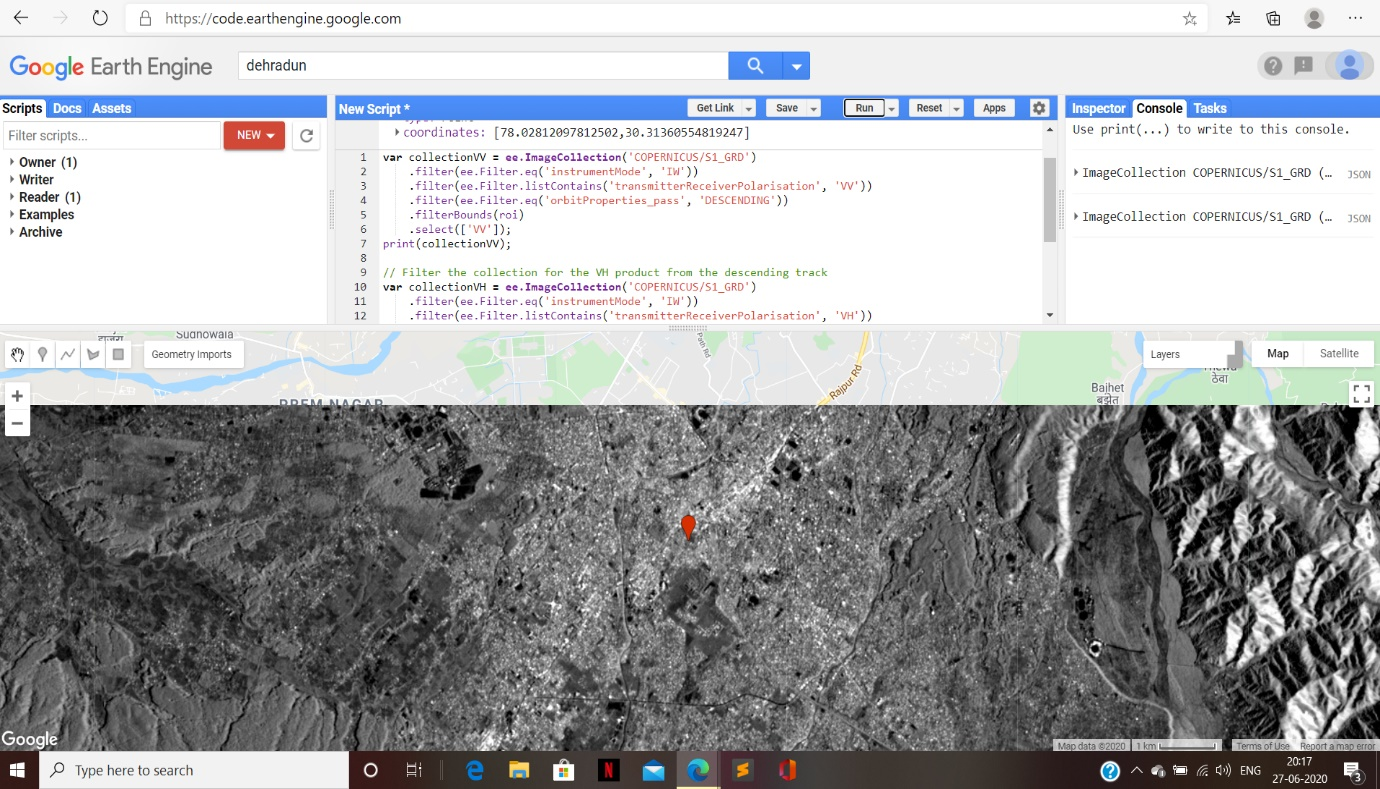 https://code.earthengine.google.com
Google Earth Engine
dehradun
Scripts Docs Assets
New Script *
Get Link
Save
Run
Reset
Apps
Inspector Console Tasks
Filter scripts...
NEW
Owner (1)
Writer
Reader (1)
Examples
Archive
coordinates: [78.02812097812502,30.31360554819247]
1 var collectionVV = ee.ImageCollection('COPERNICUS/S1_GRD')
2 .filter(ee.Filter.eq('instrumentMode', 'IW'))
3 .filter(ee.Filter.listContains('transmitterReceiverPolarisation', 'VV'))
4 .filter(ee.Filter.eq('orbitProperties_pass', 'DESCENDING'))
5 .filterBounds(roi)
6 .select(['VV']);
7 print(collectionVV);
8
9 // Filter the collection for the VH product from the descending track
10 var collectionVH = ee.ImageCollection('COPERNICUS/S1_GRD')
11 .filter(ee.Filter.eq('instrumentMode', 'IW'))
12 .filter(ee.Filter.listContains('transmitterReceiverPolarisation', 'VH'))
Use print(...) to write to this console.
ImageCollection COPERNICUS/S1_GRD (... JSON
ImageCollection COPERNICUS/S1_GRD (... JSON
Sudhowala
Geometry Imports
Path Rd
Rajpur Rd
Layers
Map Satellite
ठेबा
Bajhet
बझेत
PREM NAGAR
Google
Map data ©2020
1 km
Terms of Use
Report a map error
Type here to search
ENG
20:17
27-06-2020
3